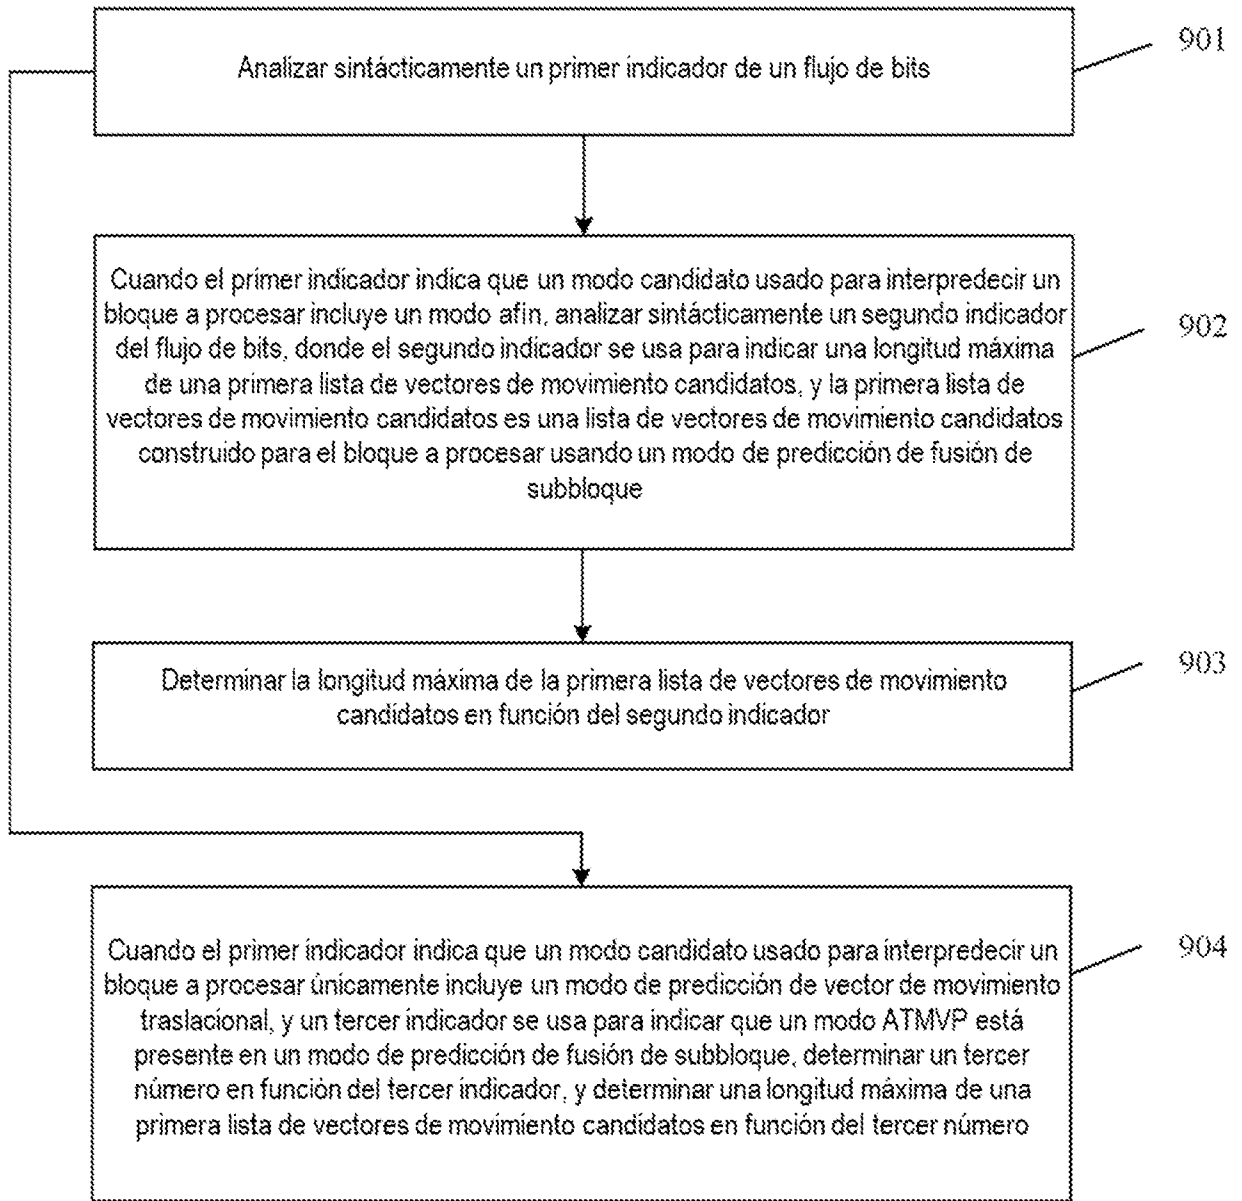 901
Analizar sintácticamente un primer indicador de un flujo de bits
Cuando el primer indicador indica que un modo candidato usado para interpredecir un
bloque a procesar incluye un modo afín, analizar sintácticamente un segundo indicador
del flujo de bits, donde el segundo indicador se usa para indicar una longitud máxima
de una primera lista de vectores de movimiento candidatos, y la primera lista de
vectores de movimiento candidatos es una lista de vectores de movimiento candidatos
construido para el bloque a procesar usando un modo de predicción de fusión de
subbloque
902
Determinar la longitud máxima de la primera lista de vectores de movimiento
candidatos en función del segundo indicador
903
Cuando el primer indicador indica que un modo candidato usado para interpredecir un
bloque a procesar únicamente incluye un modo de predicción de vector de movimiento
traslacional, y un tercer indicador se usa para indicar que un modo ATMVP está
presente en un modo de predicción de fusión de subbloque, determinar un tercer
número en función del tercer indicador, y determinar una longitud máxima de una
primera lista de vectores de movimiento candidatos en función del tercer número
904